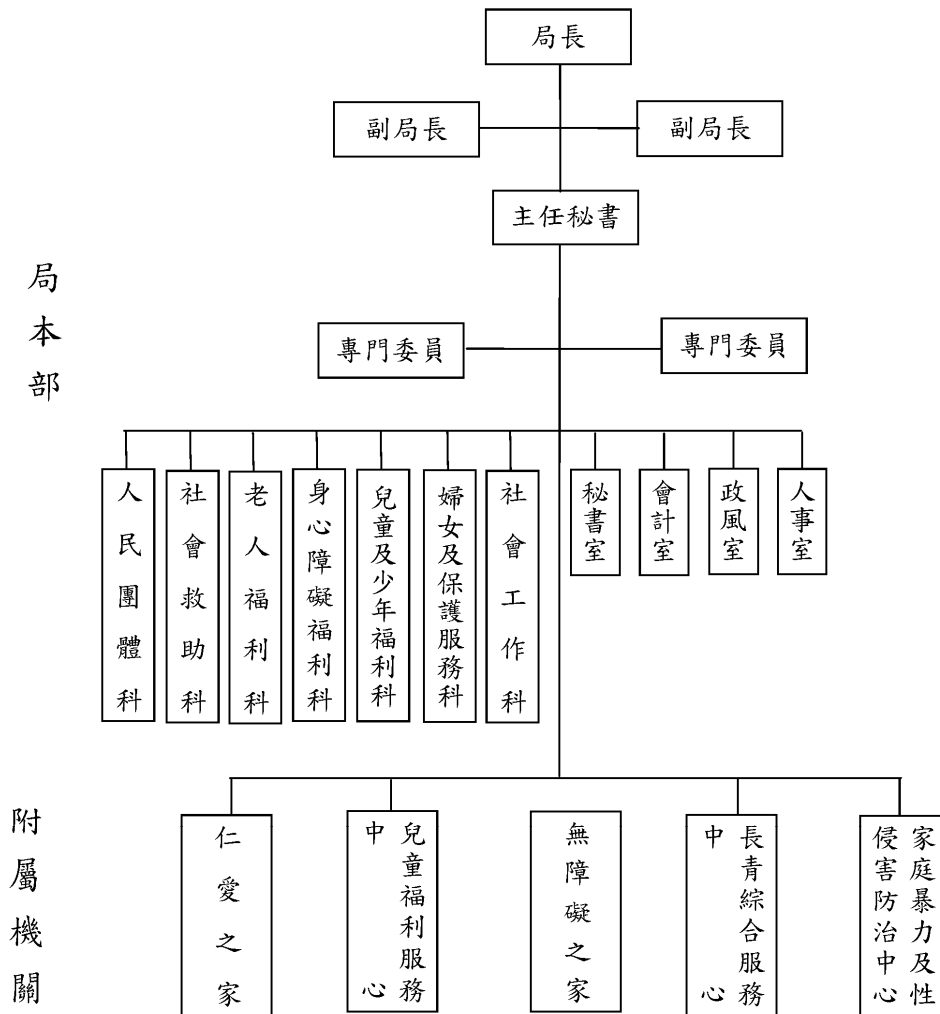 局長
副局長
副局長
主任秘書
局本部
專門委員
專門委員
人民團體科
社會救助科
老人福利科
身心障礙福利科
兒童及少年福利科
婦女及保護服務科
社會工作科
秘書室
會計室
政風室
人事室
附屬機關
仁愛之家
兒童福利服務
中心
無障礙之家
長青綜合服務
中心
家庭暴力及性
侵害防治中心